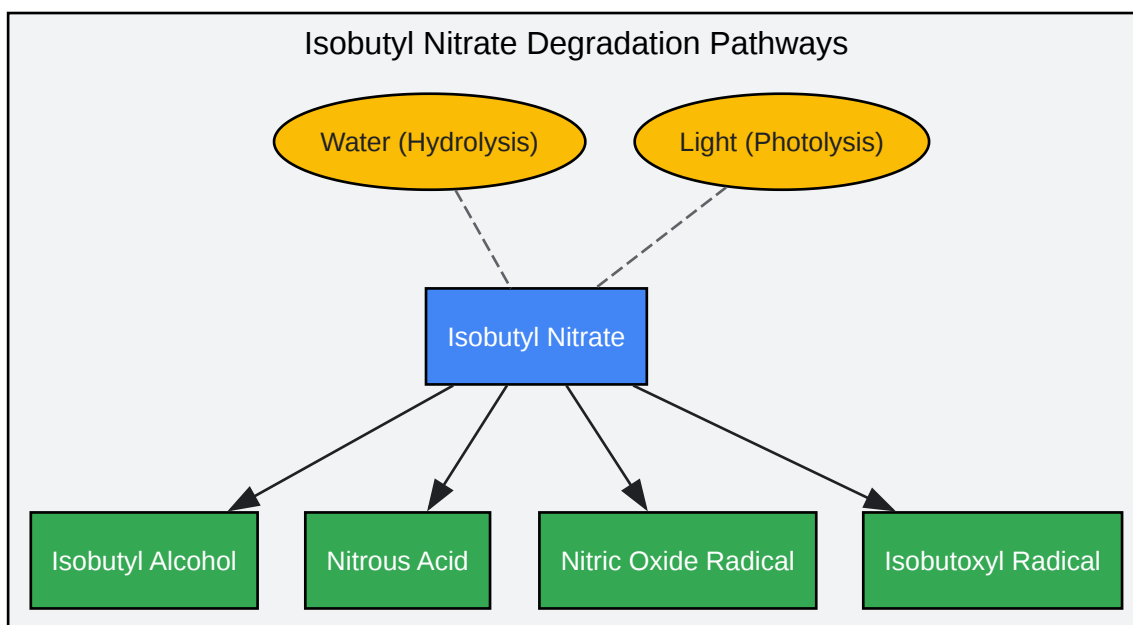 Isobutyl Nitrate Degradation Pathways
Water (Hydrolysis)
Light (Photolysis)
Isobutyl Nitrate
Isobutyl Alcohol
Nitrous Acid
Nitric Oxide Radical
Isobutoxyl Radical